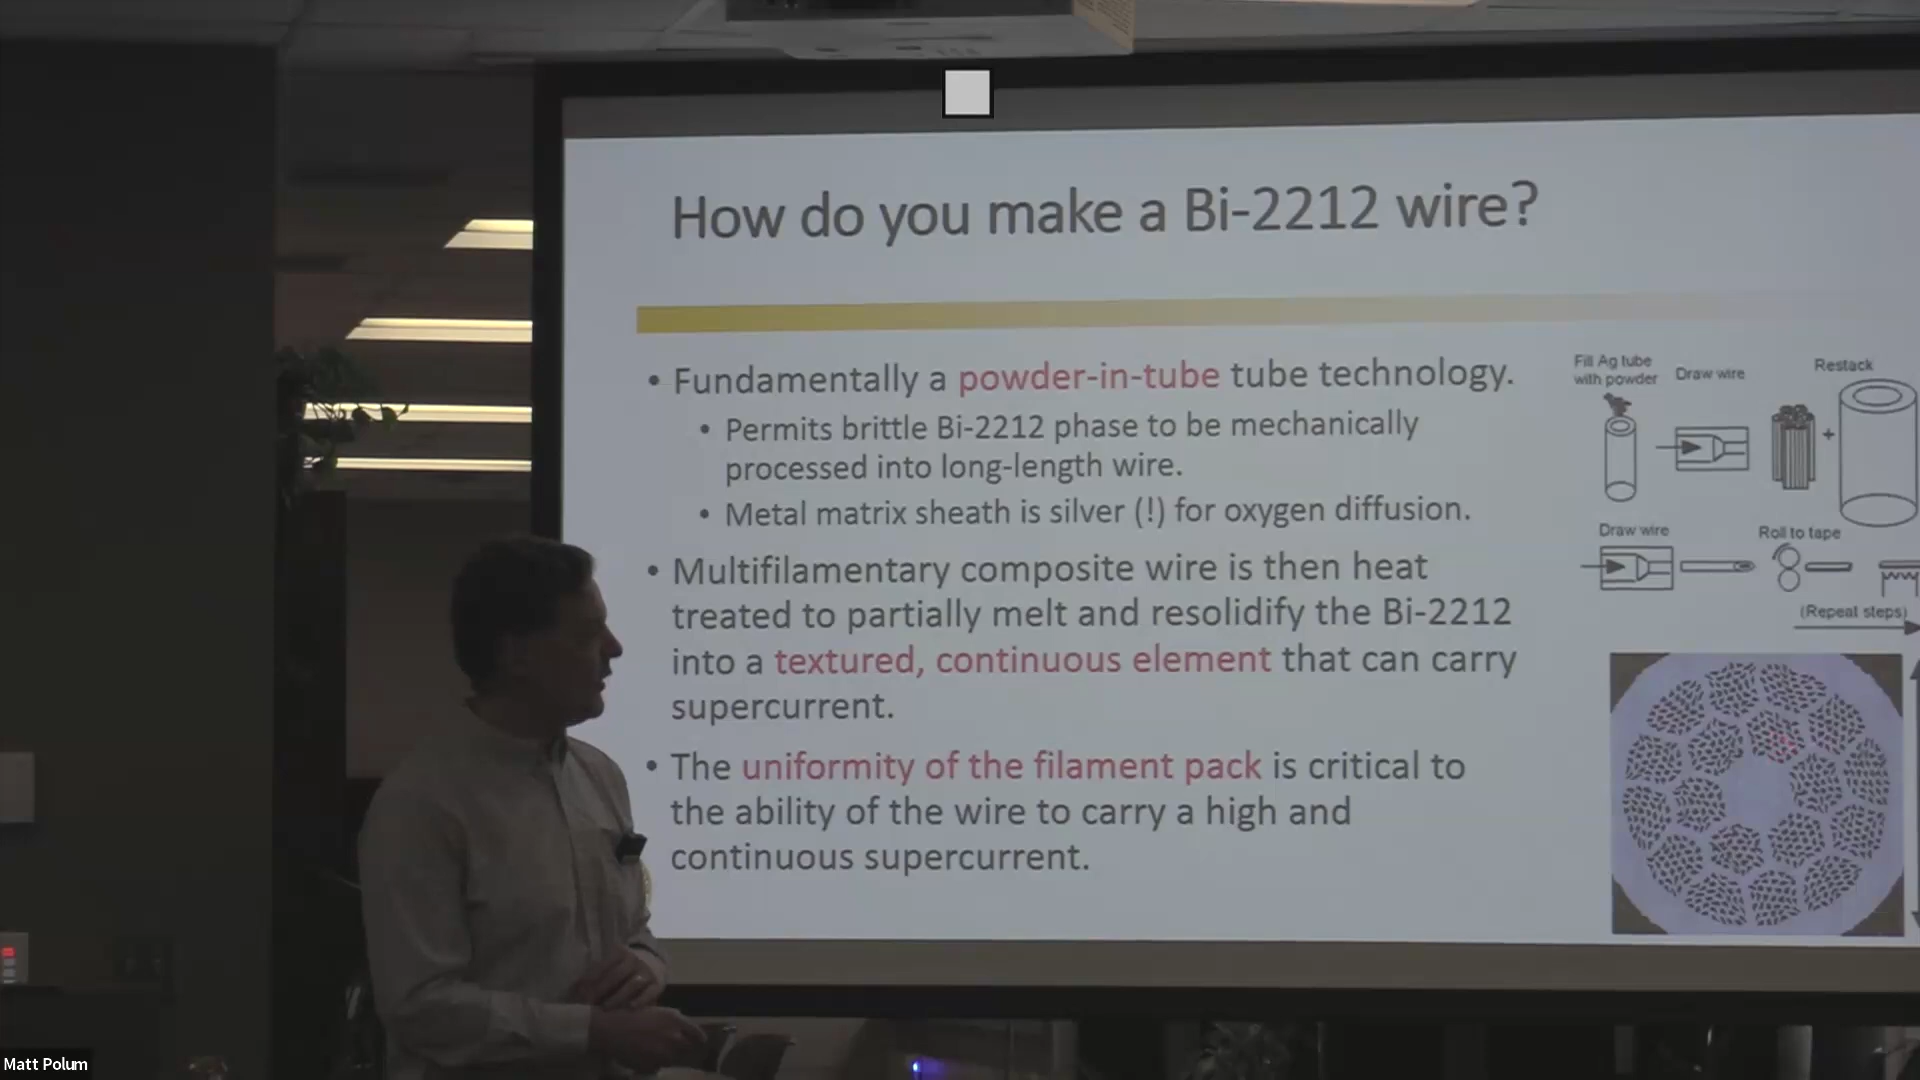 How do you make a Bi-2212 wire?
• Fundamentally a powder-in-tube tube technology.
• Permits brittle Bi-2212 phase to be mechanically
processed into long-length wire.
• Metal matrix sheath is silver (!) for oxygen diffusion.
• Multifilamentary composite wire is then heat
treated to partially melt and resolidify the Bi-2212
into a textured, continuous element that can carry
supercurrent.
• The uniformity of the filament pack is critical to
the ability of the wire to carry a high and
continuous supercurrent.
Fill Ag tube
with powder
Draw wire
Restack
+
Draw wire
Roll to tape
(Repeat steps)
Matt Polum